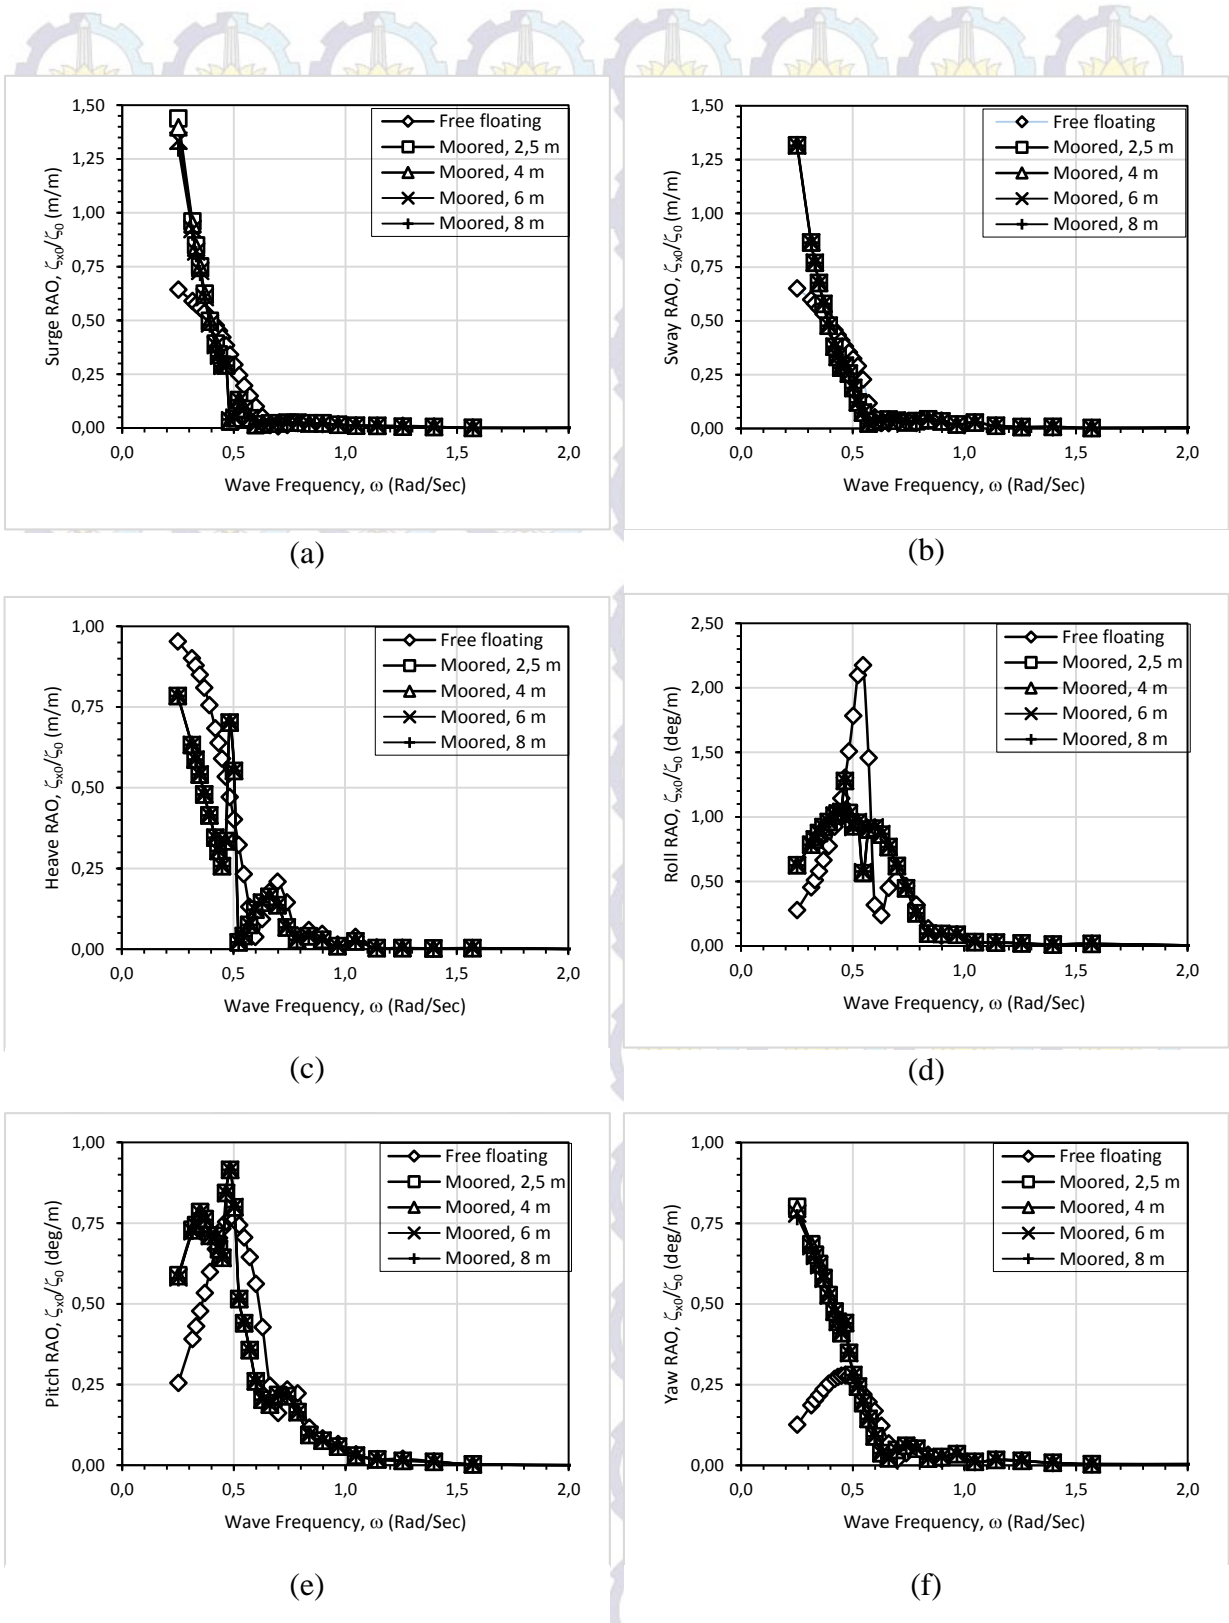 1,50
1,25
1,00
0,75
0,50
0,25
0,00
0,0 0,5 1,0 1,5 2,0
Surge RAO, ζx0/ζ0 (m/m)
Wave Frequency, ω (Rad/Sec)
Free floating
Moored, 2,5 m
Moored, 4 m
Moored, 6 m
Moored, 8 m
(a)
1,50
1,25
1,00
0,75
0,50
0,25
0,00
0,0 0,5 1,0 1,5 2,0
Sway RAO, ζx0/ζ0 (m/m)
Wave Frequency, ω (Rad/Sec)
Free floating
Moored, 2,5 m
Moored, 4 m
Moored, 6 m
Moored, 8 m
(b)
1,00
0,75
0,50
0,25
0,00
0,0 0,5 1,0 1,5 2,0
Heave RAO, ζx0/ζ0 (m/m)
Wave Frequency, ω (Rad/Sec)
Free floating
Moored, 2,5 m
Moored, 4 m
Moored, 6 m
Moored, 8 m
(c)
2,50
2,00
1,50
1,00
0,50
0,00
0,0 0,5 1,0 1,5 2,0
Roll RAO, ζx0/ζ0 (deg/m)
Wave Frequency, ω (Rad/Sec)
Free floating
Moored, 2,5 m
Moored, 4 m
Moored, 6 m
Moored, 8 m
(d)
1,00
0,75
0,50
0,25
0,00
0,0 0,5 1,0 1,5 2,0
Pitch RAO, ζx0/ζ0 (deg/m)
Wave Frequency, ω (Rad/Sec)
Free floating
Moored, 2,5 m
Moored, 4 m
Moored, 6 m
Moored, 8 m
(e)
1,00
0,75
0,50
0,25
0,00
0,0 0,5 1,0 1,5 2,0
Yaw RAO, ζx0/ζ0 (deg/m)
Wave Frequency, ω (Rad/Sec)
Free floating
Moored, 2,5 m
Moored, 4 m
Moored, 6 m
Moored, 8 m
(f)